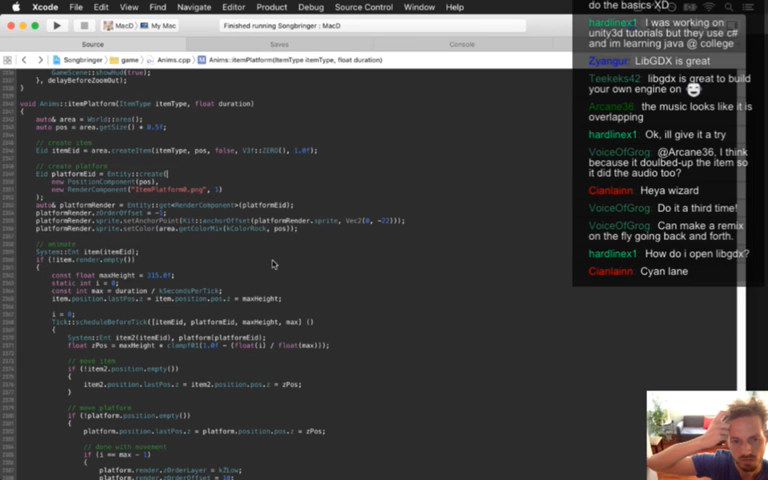 Xcode File Edit View Find Navigate Editor Product Debug Source Control Window Help
MacD My Mac
Finished running Songbringer : MacD
Source Saves Console
Songbringer game Anims.cpp Anims::itemPlatform(ItemType itemType, float duration)
GameScene::showHud(true);
}, delayBeforeZoomOut);
}
void Anims::itemPlatform(ItemType itemType, float duration)
{
auto& area = World::area();
auto pos = area.getSize() * 0.5f;
// create item
Eid itemEid = area.createItem(itemType, pos, false, V3f::ZERO(), 1.0f);
// create platform
Eid platformEid = Entity::create(
new PositionComponent(pos),
new RenderComponent("ItemPlatform0.png", 1)
);
auto& platformRender = Entity::get<RenderComponent>(platformEid);
platformRender.zOrderOffset = -1;
platformRender.sprite.setAnchorPoint(Kit::anchorOffset(platformRender.sprite, Vec2(0, -22)));
platformRender.sprite.setColor(area.getColorMix(kColorRock, pos));
// animate
System::Ent item(itemEid);
if (!item.render.empty())
{
const float maxHeight = 315.0f;
static int i = 0;
const int max = duration / kSecondsPerTick;
item.position.lastPos.z = item.position.pos.z = maxHeight;
i = 0;
Tick::scheduleBeforeTick([itemEid, platformEid, maxHeight, max] ()
{
System::Ent item2(itemEid), platform(platformEid);
float zPos = maxHeight * clampf01(1.0f - (float(i) / float(max)));
// move item
if (!item2.position.empty())
{
item2.position.lastPos.z = item2.position.pos.z = zPos;
}
// move platform
if (!platform.position.empty())
{
platform.position.lastPos.z = platform.position.pos.z = zPos;
// done with movement
if (i == max - 1)
{
platform.render.zOrderLayer = kZLow;
platform.render.zOrderOffset = 10;
do the basics XD
hardlinex1 I was working on
unity3d tutorials but they use c#
and im learning java @ college
Zyangur LibGDX is great
Teekeks42 libgdx is great to build
your own engine on
Arcane36 the music looks like it is
overlapping
hardlinex1 Ok, ill give it a try
VoiceOfGrog @Arcane36, I think
because it doulbed-up the item so
it did the audio too?
Cianlainn Heya wizard
VoiceOfGrog Do it a third time!
VoiceOfGrog Can make a remix
on the fly going back and forth.
hardlinex1 How do i open libgdx?
Cianlainn Cyan lane